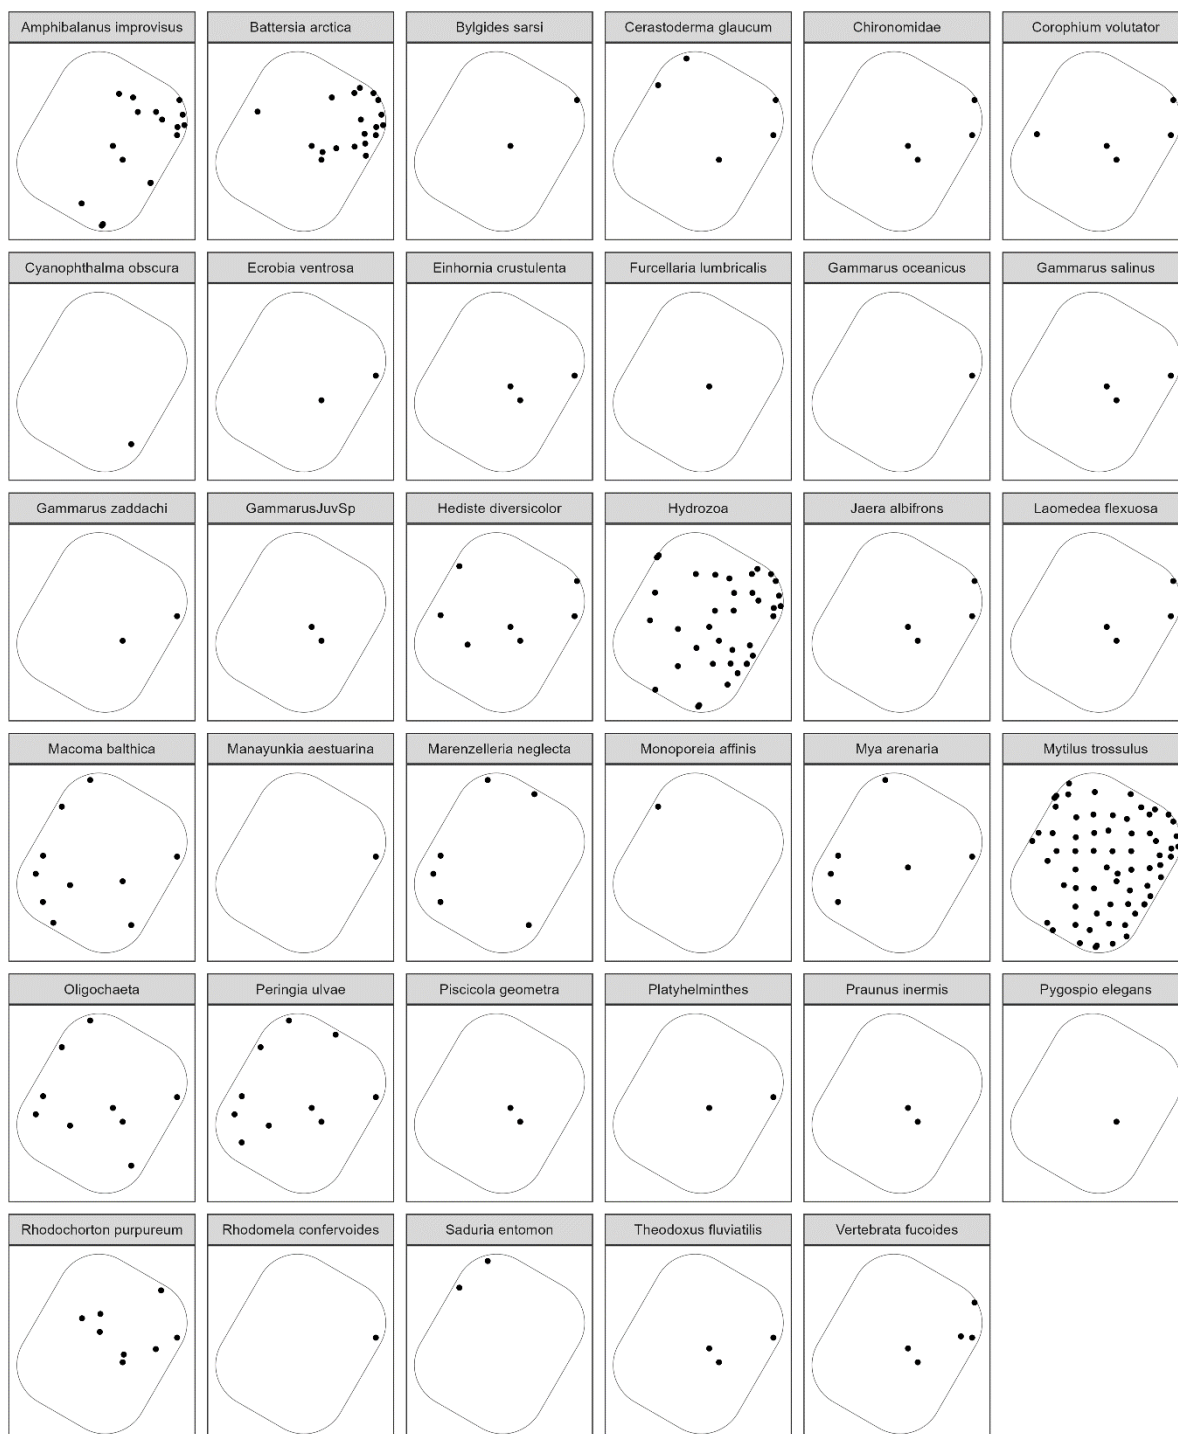 Amphibalanus improvisus
Battersia arctica
Bylgides sarsi
Cerastoderma glaucum
Chironomidae
Corophium volutator
Cyanophthalma obscura
Ecrobia ventrosa
Einhornia crustulenta
Furcellaria lumbricalis
Gammarus oceanicus
Gammarus salinus
Gammarus zaddachi
GammarusJuvSp
Hediste diversicolor
Hydrozoa
Jaera albifrons
Laomedea flexuosa
Macoma balthica
Manayunkia aestuarina
Marenzelleria neglecta
Monoporeia affinis
Mya arenaria
Mytilus trossulus
Oligochaeta
Peringia ulvae
Piscicola geometra
Platyhelminthes
Praunus inermis
Pygospio elegans
Rhodochorton purpureum
Rhodomela confervoides
Saduria entomon
Theodoxus fluviatilis
Vertebrata fucoides